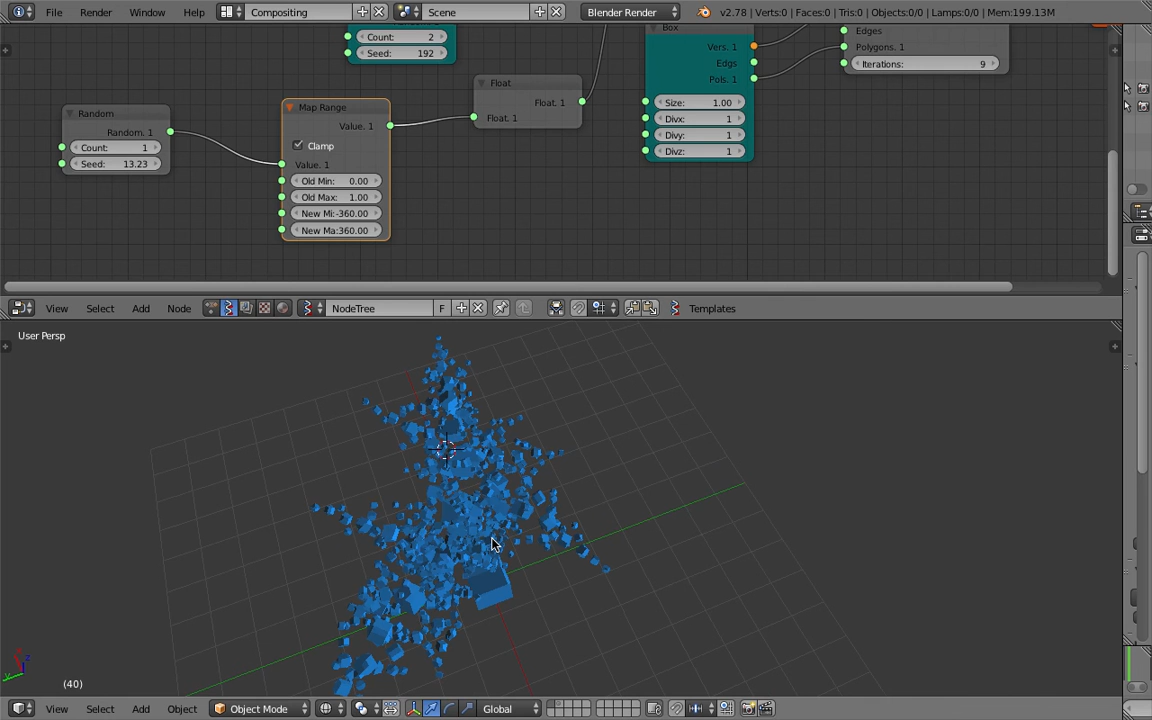 File Render Window Help Compositing Scene Blender Render v2.78 | Verts:0 | Faces:0 | Tris:0 | Objects:0/0 | Lamps:0/0 | Mem:199.13M
Count: 2
Seed: 192
Random
Random. 1
Count: 1
Seed: 13.23
Map Range
Value. 1
Clamp
Value. 1
Old Min: 0.00
Old Max: 1.00
New Mi:-360.00
New Ma:360.00
Float
Float. 1
Float. 1
Box
Vers. 1
Edgs
Pols. 1
Size: 1.00
Divx: 1
Divy: 1
Divz: 1
Edges
Polygons. 1
Iterations: 9
View Select Add Node NodeTree F Templates
User Persp
(40)
View Select Add Object Object Mode Global